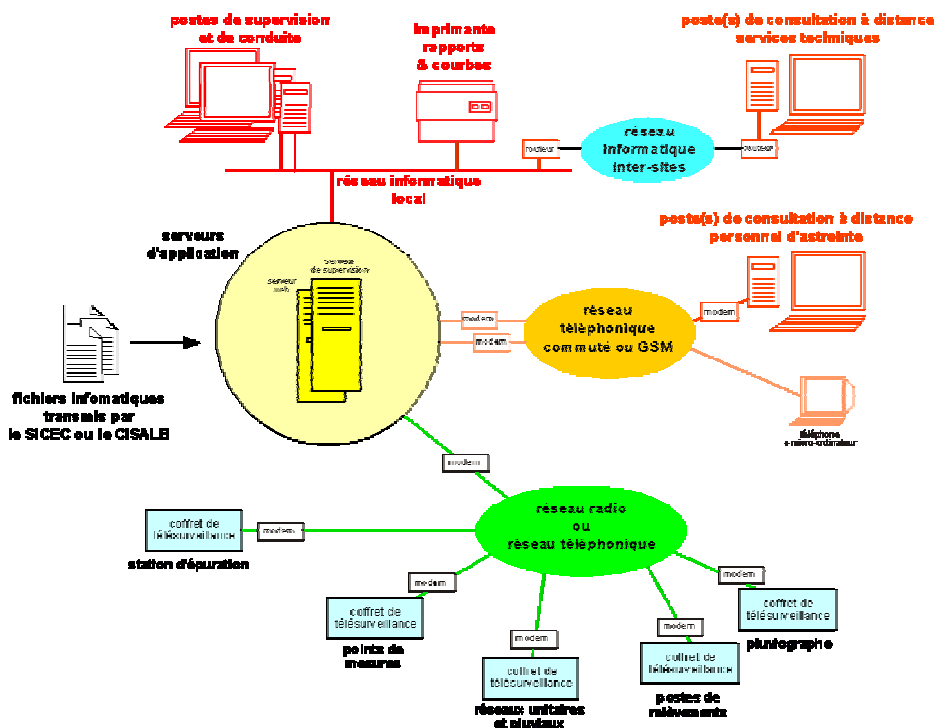 postes de supervision
et de conduite
imprimante
rapports
& courbes
poste(s) de consultation à distance
services techniques
routeur
réseau
informatique
inter-sites
routeur
réseau informatique
local
serveurs
d'application
serveur
de supervision
serveur
web
poste(s) de consultation à distance
personnel d'astreinte
modem
modem
réseau
téléphonique
commuté ou GSM
modem
fichiers infomatiques
transmis par
le SICEC ou le CISALB
téléphone
modem
réseau radio
ou
réseau téléphonique
coffret de
télésurveillance
modem
station d'épuration
modem
coffret de
télésurveillance
points de
mesures
modem
coffret de
télésurveillance
réseaux unitaires
et pluviaux
modem
coffret de
télésurveillance
postes de
relèvements
modem
coffret de
télésurveillance